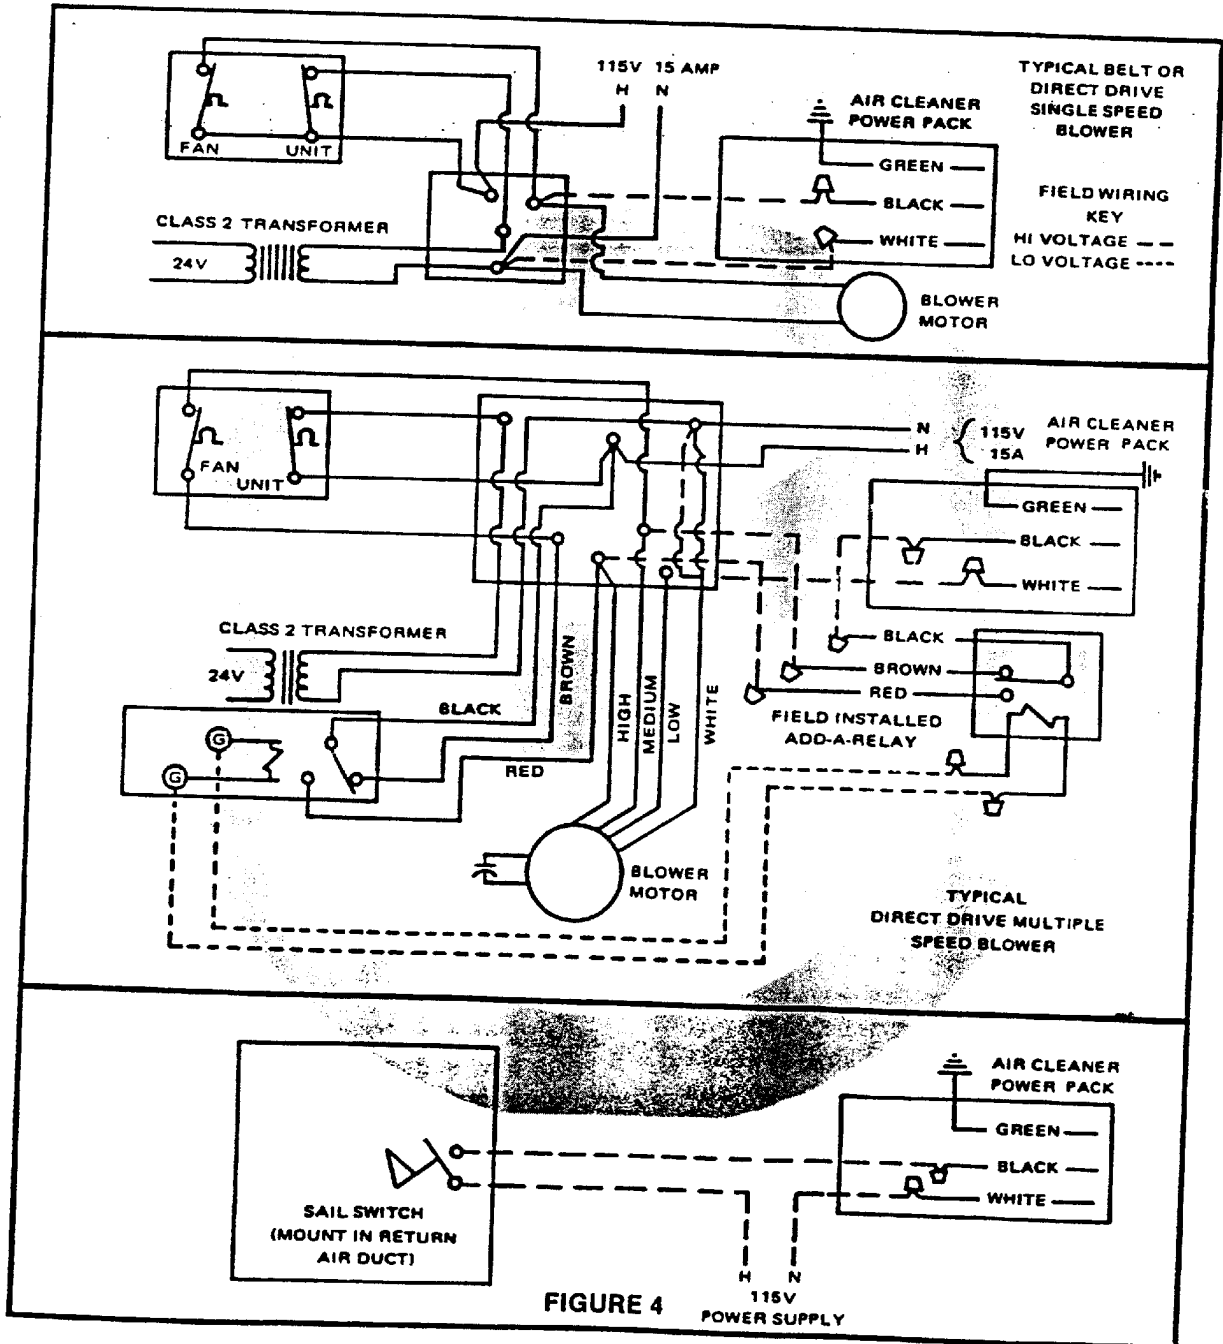 115V 15 AMP
H N
TYPICAL BELT OR
DIRECT DRIVE
SINGLE SPEED
BLOWER
AIR CLEANER
POWER PACK
FAN UNIT
GREEN
BLACK
WHITE
FIELD WIRING
KEY
HI VOLTAGE
LO VOLTAGE
CLASS 2 TRANSFORMER
24V
BLOWER
MOTOR
FAN
UNIT
N
H
115V
15A
AIR CLEANER
POWER PACK
GREEN
BLACK
WHITE
CLASS 2 TRANSFORMER
24V
BLACK
BROWN
RED
HIGH
MEDIUM
LOW
WHITE
BLACK
BROWN
RED
FIELD INSTALLED
ADD-A-RELAY
G
G
BLOWER
MOTOR
TYPICAL
DIRECT DRIVE MULTIPLE
SPEED BLOWER
AIR CLEANER
POWER PACK
GREEN
BLACK
WHITE
SAIL SWITCH
(MOUNT IN RETURN
AIR DUCT)
H N
115V
POWER SUPPLY
FIGURE 4